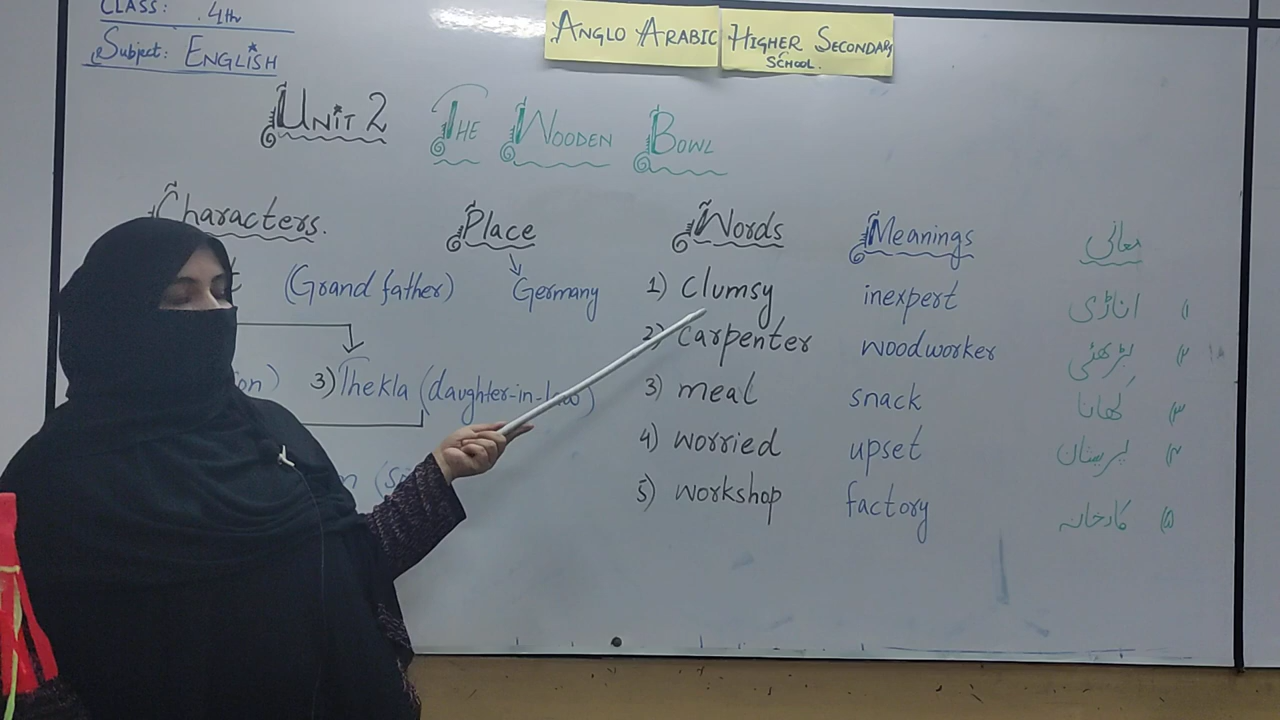 CLASS: 4th
Subject: ENGLISH
ANGLO ARABIC HIGHER SECONDARY SCHOOL.
UNIT 2 THE WOODEN BOWL
Characters. Place Words Meanings معانی
(Grand father) Germany 1) Clumsy inexpert اناڑی ۱
2) carpenter woodworker بڑھئی ۲
3) Thekla (daughter-in-law) 3) meal snack کھانا ۳
4) worried upset پریشان ۴
5) workshop factory کارخانہ ۵